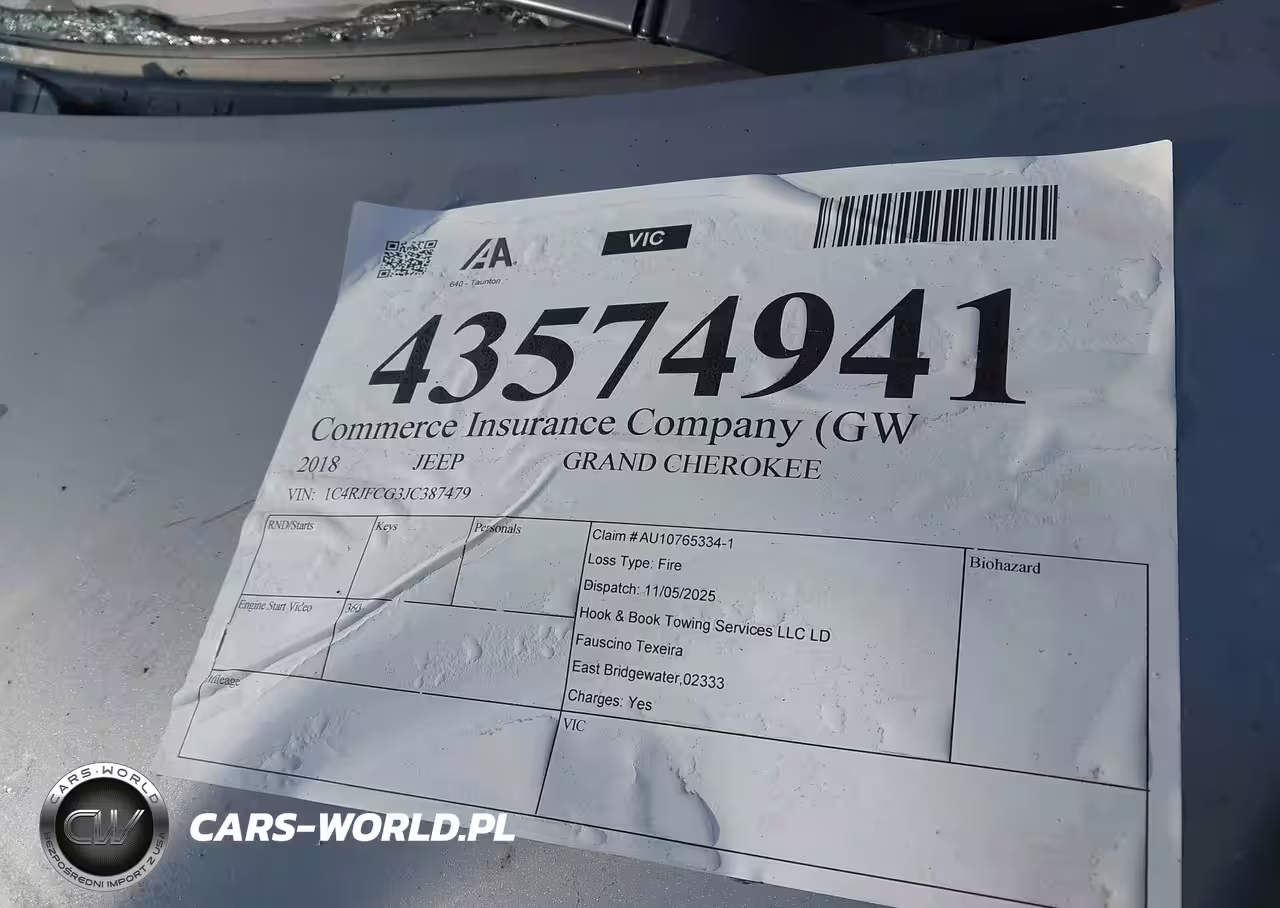 IAA
VIC
640 - Taunton
43574941
Commerce Insurance Company (GW
2018 JEEP GRAND CHEROKEE
VIN: 1C4RJFCG3JC387479
RND/Starts Keys Personals
Claim # AU10765334-1
Biohazard
Loss Type: Fire
Dispatch: 11/05/2025
Engine Start Video 360
Hook & Book Towing Services LLC LD
Fauscino Texeira
East Bridgewater,02333
Mileage
Charges: Yes
VIC
CARS-WORLD
CW
BEZPOŚREDNI IMPORT Z USA
CARS-WORLD.PL